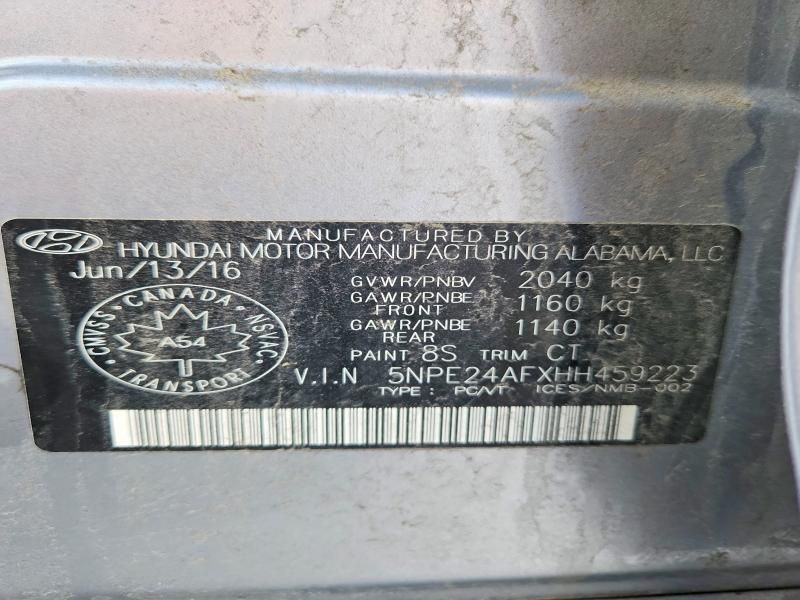 MANUFACTURED BY
HYUNDAI MOTOR MANUFACTURING ALABAMA, LLC
Jun/13/16
GVWR/PNBV 2040 kg
GAWR/PNBE FRONT 1160 kg
GAWR/PNBE REAR 1140 kg
PAINT 8S TRIM CT
V.I.N 5NPE24AFXHH459223
TYPE : PC/VT ICES/NMB-002
CANADA
CMVSS NSVAC
A54
TRANSPORT